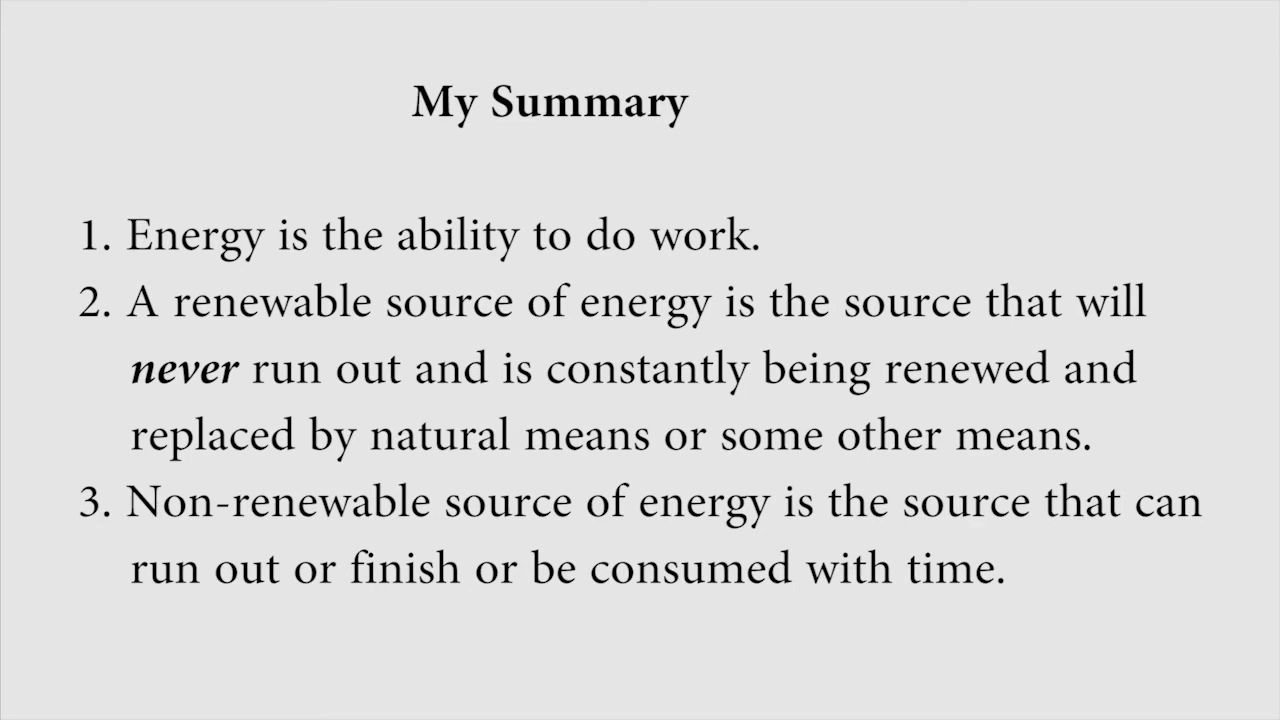 My Summary
1. Energy is the ability to do work.
2. A renewable source of energy is the source that will
never run out and is constantly being renewed and
replaced by natural means or some other means.
3. Non-renewable source of energy is the source that can
run out or finish or be consumed with time.